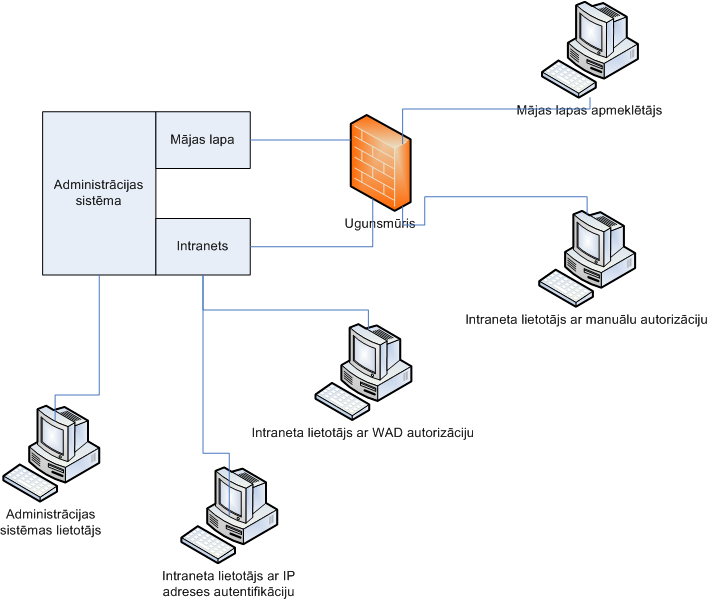 Mājas lapas apmeklētājs
Mājas lapa
Administrācijas
sistēma
Ugunsmūris
Intranets
Intraneta lietotājs ar manuālu autorizāciju
Intraneta lietotājs ar WAD autorizāciju
Administrācijas
sistēmas lietotājs
Intraneta lietotājs ar IP
adreses autentifikāciju